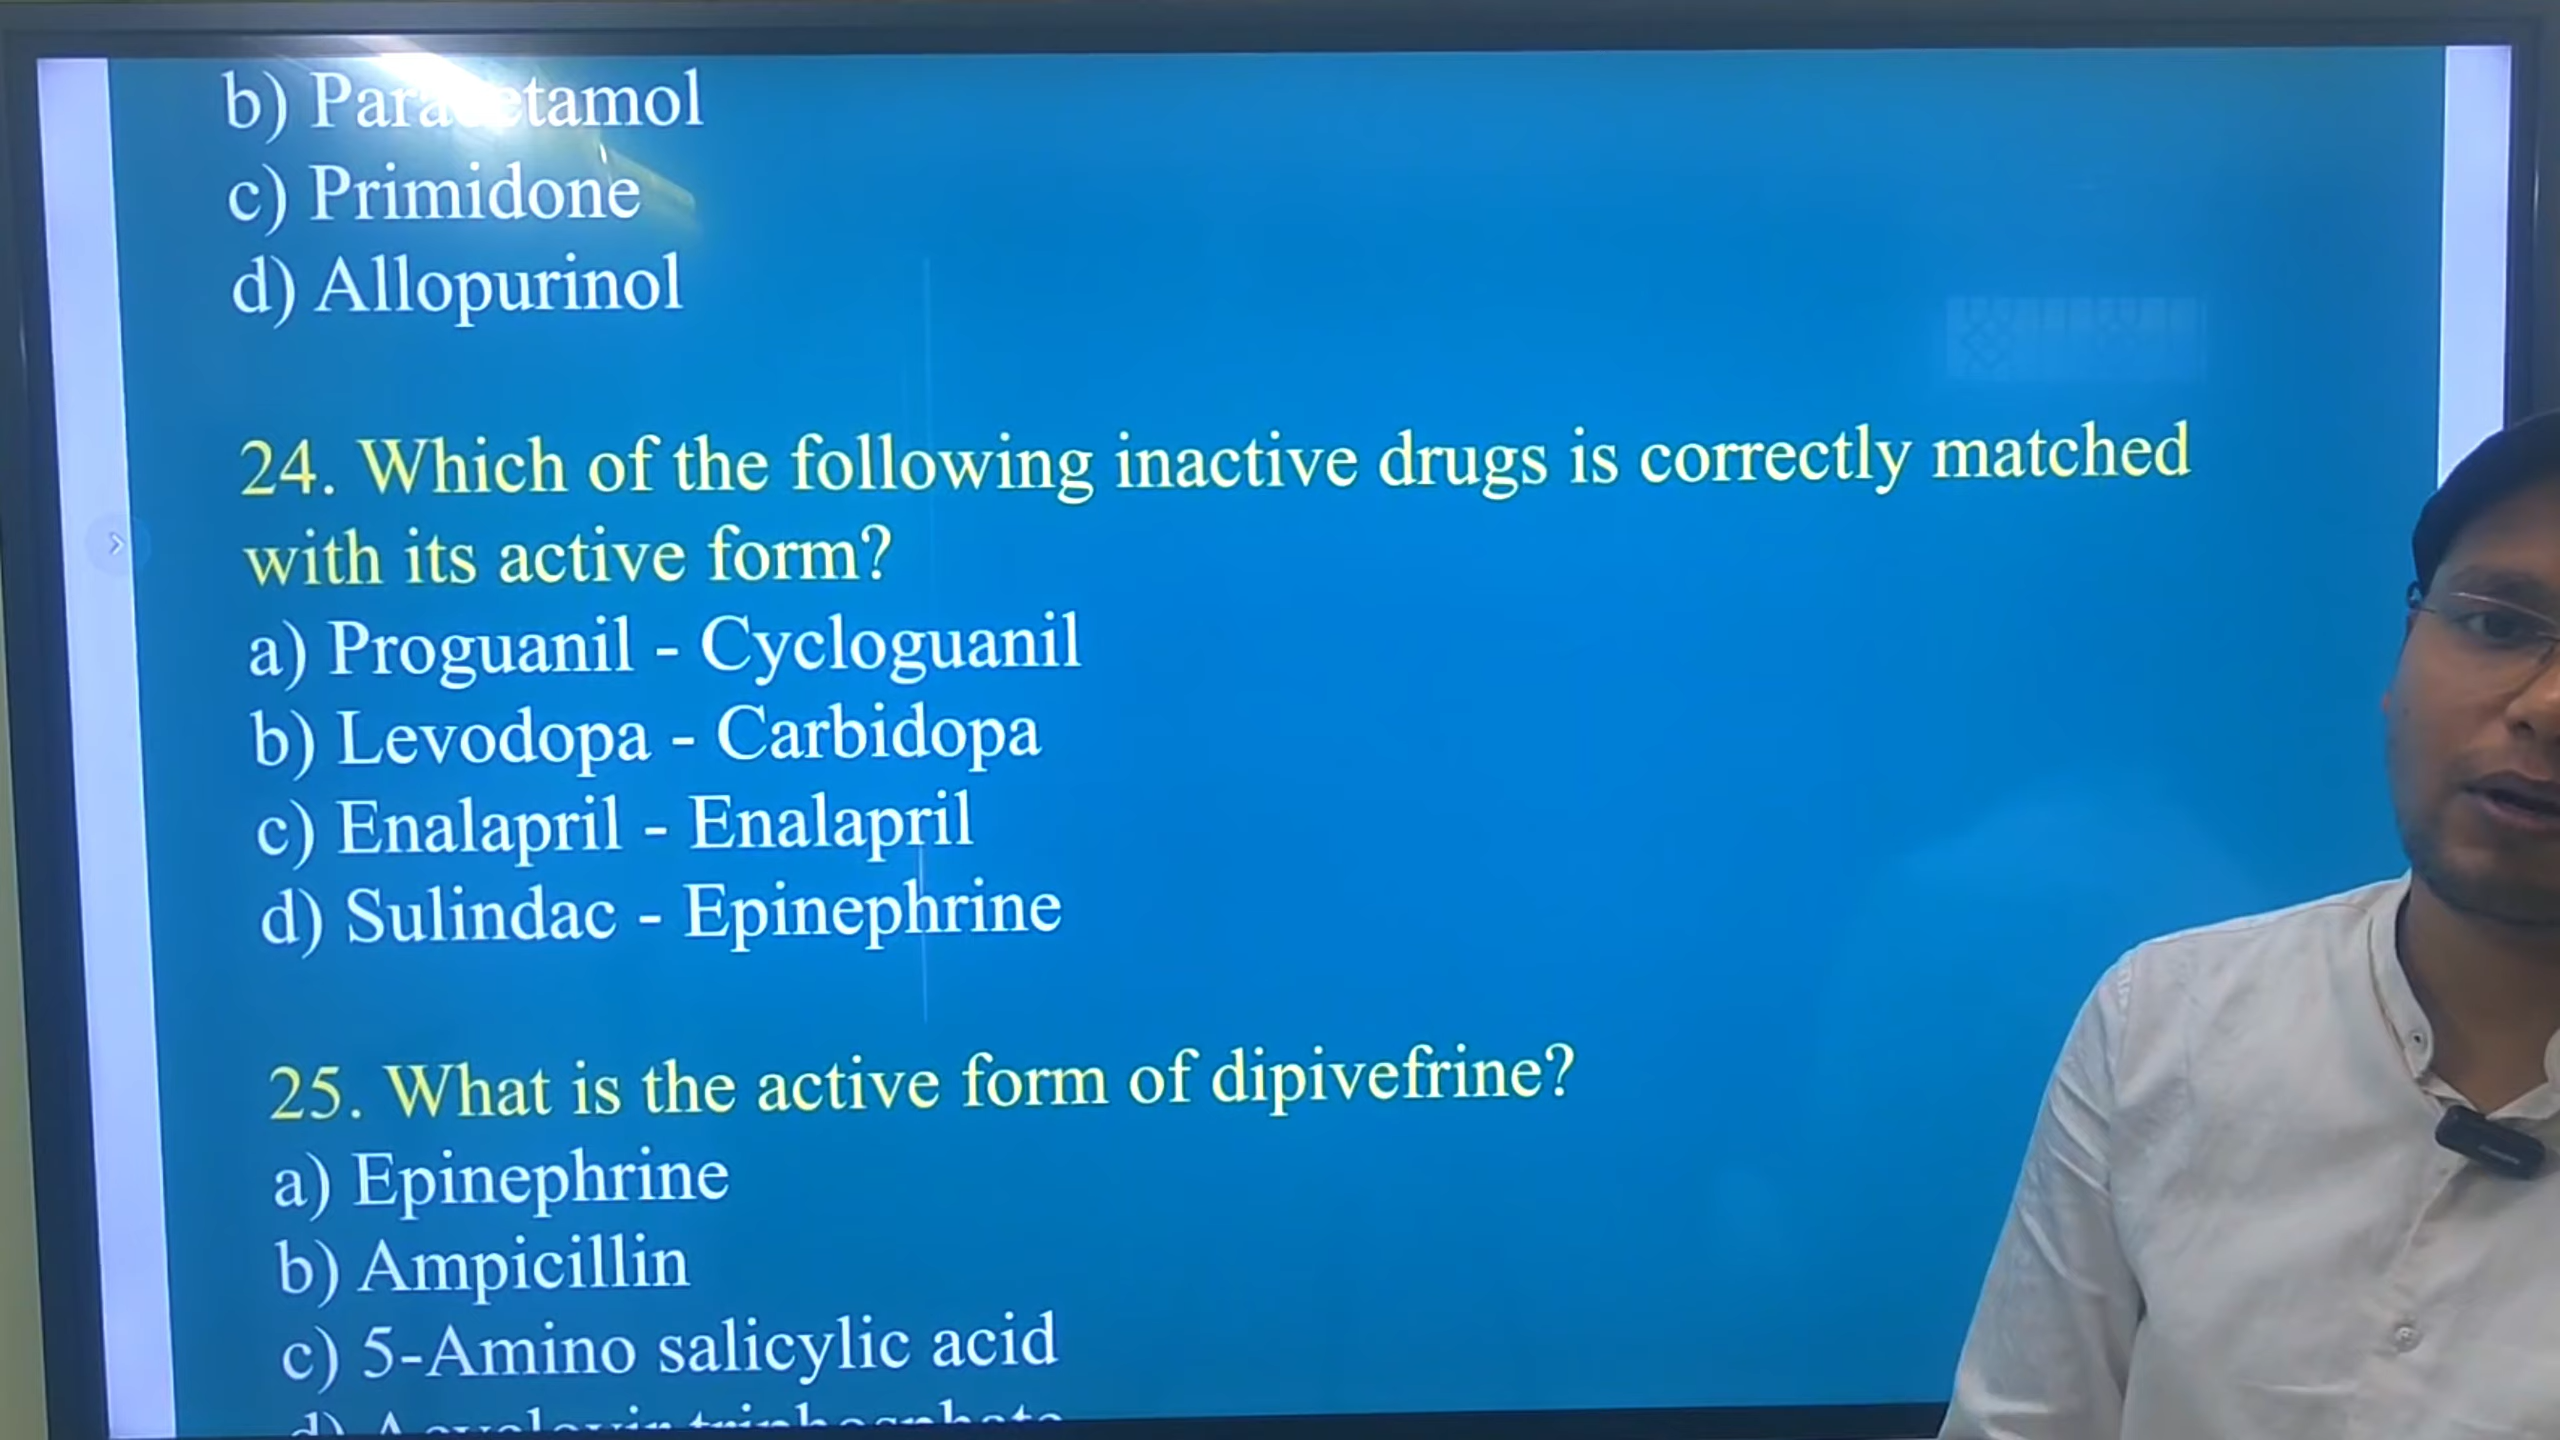 b) Paracetamol
c) Primidone
d) Allopurinol
24. Which of the following inactive drugs is correctly matched
with its active form?
a) Proguanil - Cycloguanil
b) Levodopa - Carbidopa
c) Enalapril - Enalapril
d) Sulindac - Epinephrine
25. What is the active form of dipivefrine?
a) Epinephrine
b) Ampicillin
c) 5-Amino salicylic acid
d) Acyclovir triphosphate